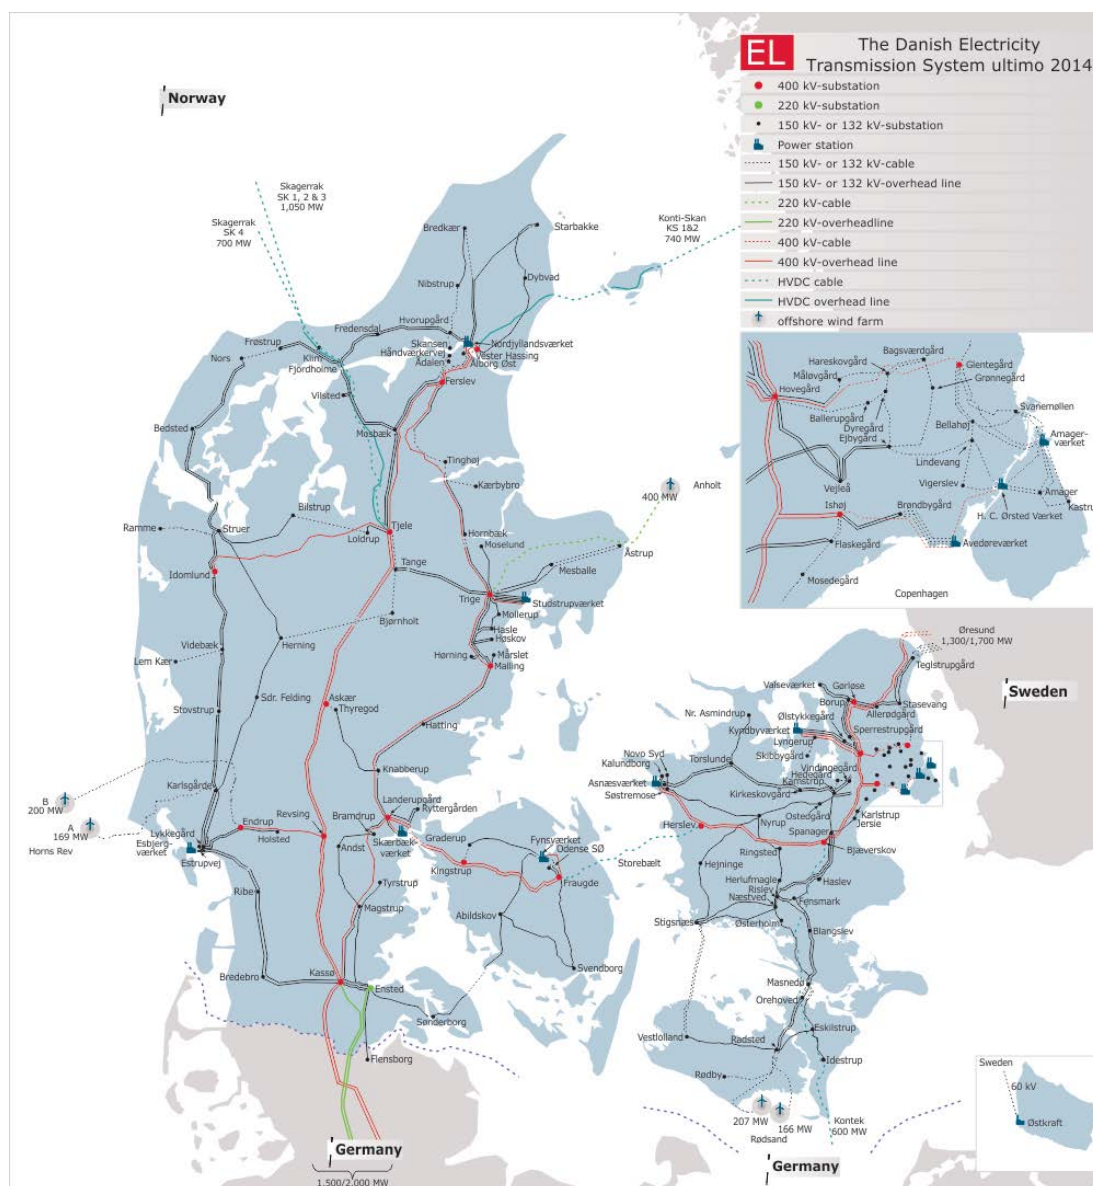 EL
The Danish Electricity
Transmission System ultimo 2014
400 kV-substation
220 kV-substation
150 kV- or 132 kV-substation
Power station
150 kV- or 132 kV-cable
150 kV- or 132 kV-overhead line
220 kV-cable
220 kV-overheadline
400 kV-cable
400 kV-overhead line
HVDC cable
HVDC overhead line
offshore wind farm
Norway
Skagerrak
SK 1, 2 & 3
1,050 MW
Skagerrak
SK 4
700 MW
Konti-Skan
KS 1&2
740 MW
Bredkær
Starbakke
Dybvad
Nibstrup
Hvorupgård
Fredensdal
Frøstrup
Nors
Klim
Fjordholme
Skansen
Håndværkervej
Ådalen
Nordjyllandsværket
Vester Hassing
Ålborg Øst
Ferslev
Vilsted
Bedsted
Mosbæk
Tinghøj
Kærbybro
400 MW
Anholt
Bilstrup
Ramme
Struer
Loldrup
Tjele
Hornbæk
Moselund
Åstrup
Mesballe
Idomlund
Tange
Trige
Studstrupværket
Mollerup
Bjørnholt
Hasle
Høskov
Herning
Videbæk
Hørning
Mårslet
Malling
Lem Kær
Sdr. Felding
Askær
Thyregod
Stovstrup
Hatting
Knabberup
Karlsgårde
B
200 MW
A
169 MW
Horns Rev
Landerupgård
Ryttergården
Revsing
Bramdrup
Endrup
Holsted
Lykkegård
Esbjerg-
værket
Estrupvej
Skærbæk-
værket
Graderup
Fynsværket
Odense SØ
Andst
Kingstrup
Fraugde
Storebælt
Ribe
Tyrstrup
Magstrup
Abildskov
Svendborg
Bredebro
Kassø
Ensted
Sønderborg
Flensborg
Germany
1.500/2.000 MW
Hareskovgård
Bagsværdgård
Måløvgård
Glentegård
Grønnegård
Hovegård
Svanemøllen
Ballerupgård
Dyregård
Ejbygård
Bellahøj
Amager-
værket
Lindevang
Vejleå
Vigerslev
Amager
Ishøj
Brøndbygård
H. C. Ørsted Værket
Kastrup
Flaskegård
Avedøreværket
Mosedegård
Copenhagen
Øresund
1,300/1,700 MW
Teglstrupgård
Sweden
Valseværket
Gørløse
Borup
Stasevang
Allerødgård
Nr. Asmindrup
Ølstykkegård
Kyndbyværket
Sperrestrupgård
Lyngerup
Skibbygård
Novo Syd
Kalundborg
Torslunde
Vindingegård
Hedegård
Kamstrup
Asnæsværket
Søstremose
Kirkeskovgård
Ostedgård
Karlstrup
Jersie
Herslev
Nyrup
Spanager
Ringsted
Bjæverskov
Hejninge
Herlufmagle
Rislev
Næstved
Haslev
Fensmark
Stigsnæs
Østerholm
Blangslev
Masnedø
Orehoved
Vestlolland
Eskilstrup
Radsted
Idestrup
Rødby
207 MW
166 MW
Rødsand
Kontek
600 MW
Germany
Sweden
60 kV
Østkraft